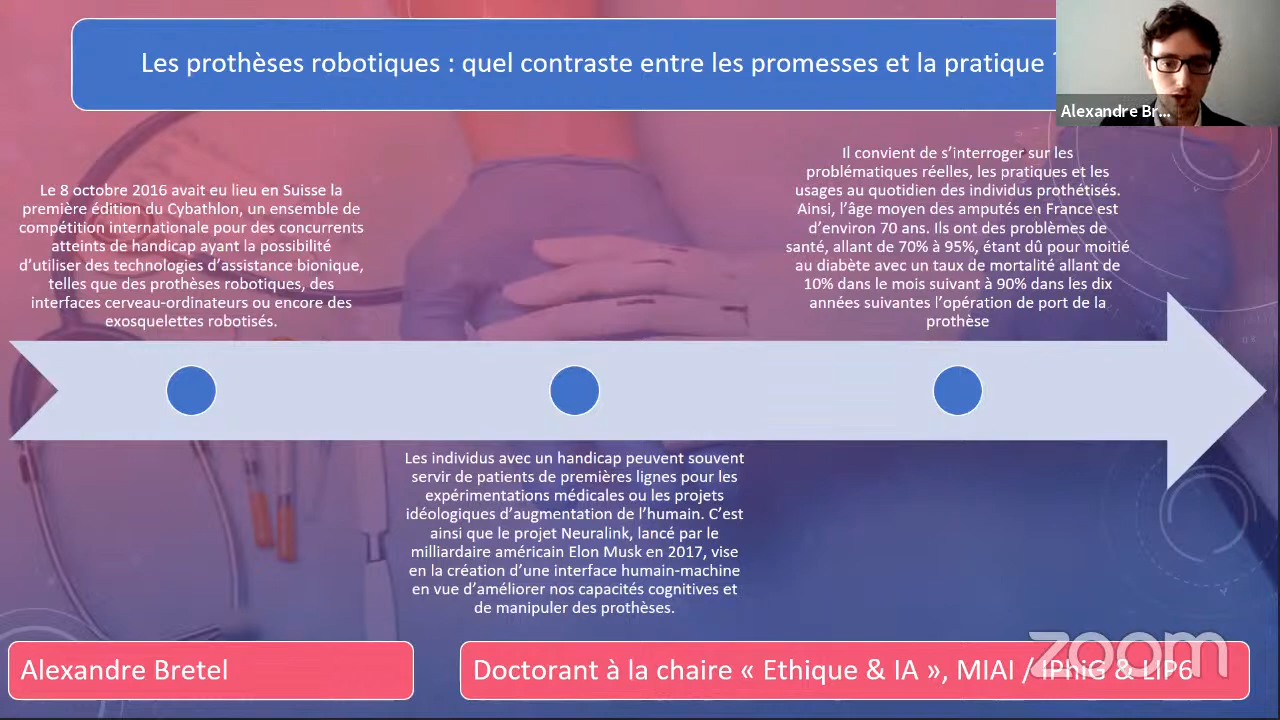 Les prothèses robotiques : quel contraste entre les promesses et la pratique ?
Alexandre Br...
Le 8 octobre 2016 avait eu lieu en Suisse la
première édition du Cybathlon, un ensemble de
compétition internationale pour des concurrents
atteints de handicap ayant la possibilité
d’utiliser des technologies d’assistance bionique,
telles que des prothèses robotiques, des
interfaces cerveau-ordinateurs ou encore des
exosquelettes robotisés.
Les individus avec un handicap peuvent souvent
servir de patients de premières lignes pour les
expérimentations médicales ou les projets
idéologiques d’augmentation de l’humain. C’est
ainsi que le projet Neuralink, lancé par le
milliardaire américain Elon Musk en 2017, vise
en la création d’une interface humain-machine
en vue d’améliorer nos capacités cognitives et
de manipuler des prothèses.
Il convient de s’interroger sur les
problématiques réelles, les pratiques et les
usages au quotidien des individus prothétisés.
Ainsi, l’âge moyen des amputés en France est
d’environ 70 ans. Ils ont des problèmes de
santé, allant de 70% à 95%, étant dû pour moitié
au diabète avec un taux de mortalité allant de
10% dans le mois suivant à 90% dans les dix
années suivantes l’opération de port de la
prothèse
Alexandre Bretel
Doctorant à la chaire « Ethique & IA », MIAI / IPhiG & LIP6
zoom